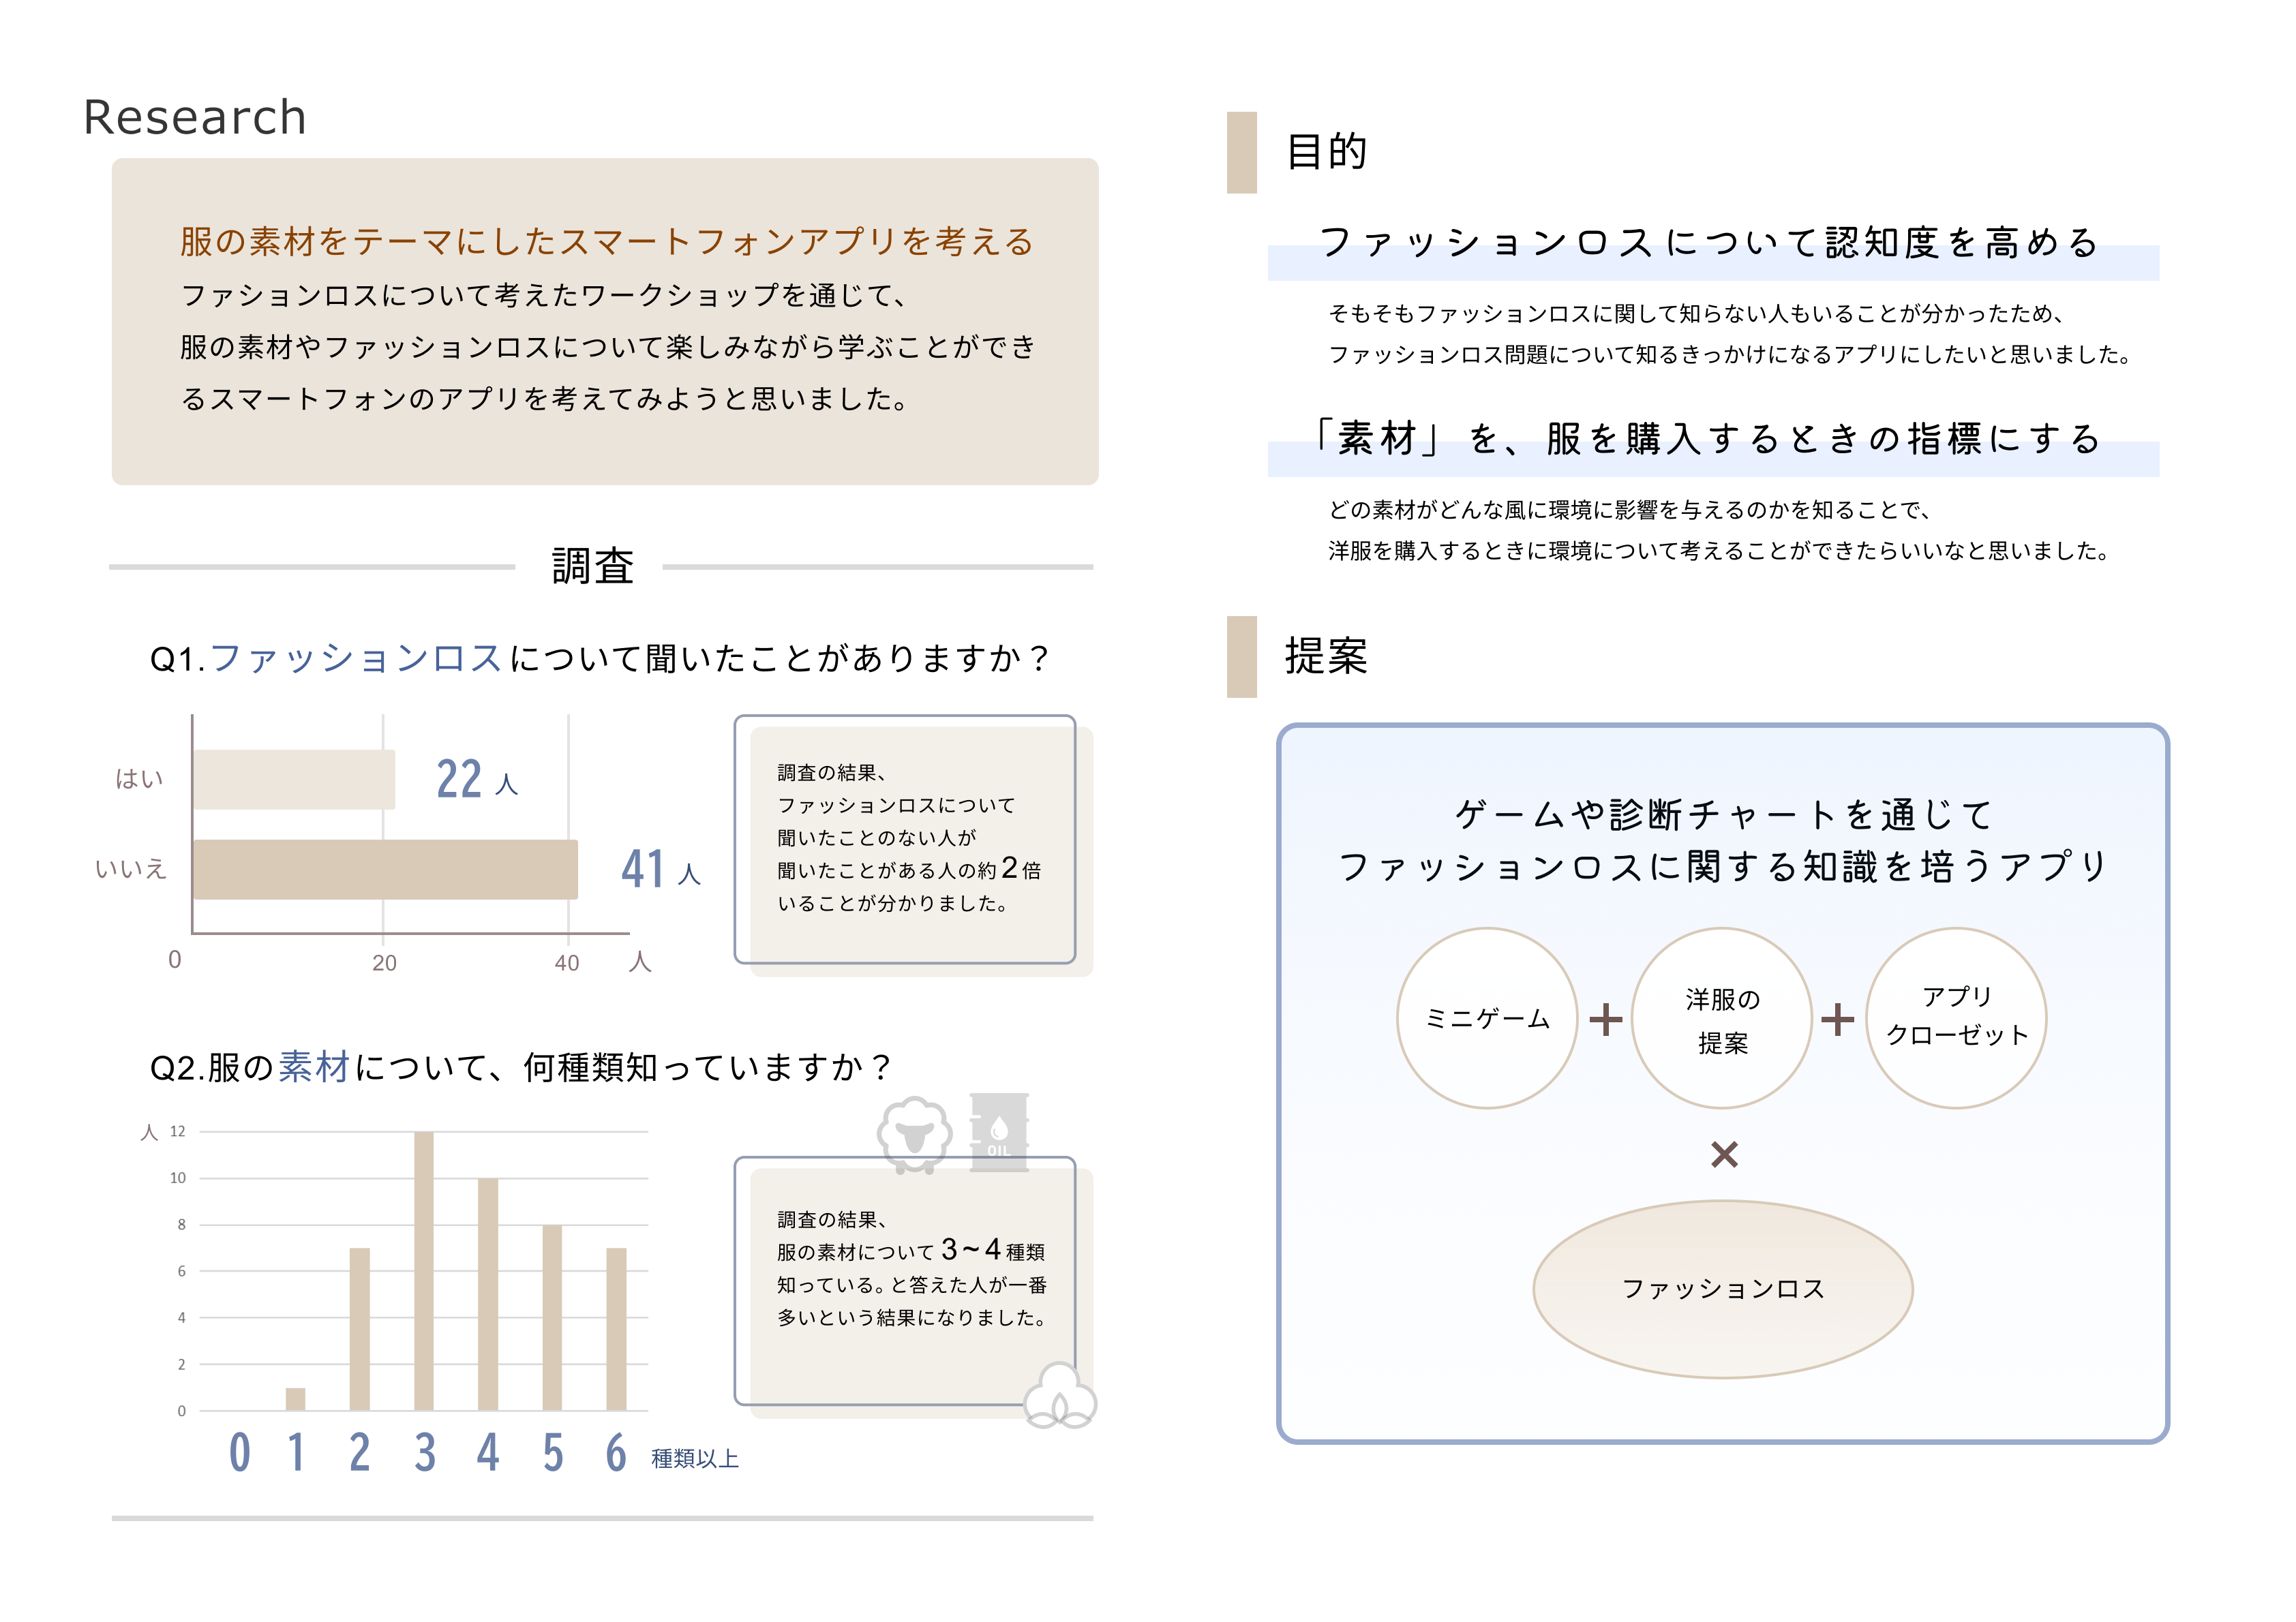 Research
服の素材をテーマにしたスマートフォンアプリを考える
ファションロスについて考えたワークショップを通じて、
服の素材やファッションロスについて楽しみながら学ぶことができ
るスマートフォンのアプリを考えてみようと思いました。
調査
Q1.ファッションロスについて聞いたことがありますか？
はい
22 人
いいえ
41 人
0
20
40
人
調査の結果、
ファッションロスについて
聞いたことのない人が
聞いたことがある人の約2倍
いることが分かりました。
Q2.服の素材について、何種類知っていますか？
人
12
10
8
6
4
2
0
0 1 2 3 4 5 6 種類以上
OIL
調査の結果、
服の素材について 3~4 種類
知っている。と答えた人が一番
多いという結果になりました。
目的
ファッションロスについて認知度を高める
そもそもファッションロスに関して知らない人もいることが分かったため、
ファッションロス問題について知るきっかけになるアプリにしたいと思いました。
「素材」を、服を購入するときの指標にする
どの素材がどんな風に環境に影響を与えるのかを知ることで、
洋服を購入するときに環境について考えることができたらいいなと思いました。
提案
ゲームや診断チャートを通じて
ファッションロスに関する知識を培うアプリ
ミニゲーム
+
洋服の
提案
+
アプリ
クローゼット
×
ファッションロス